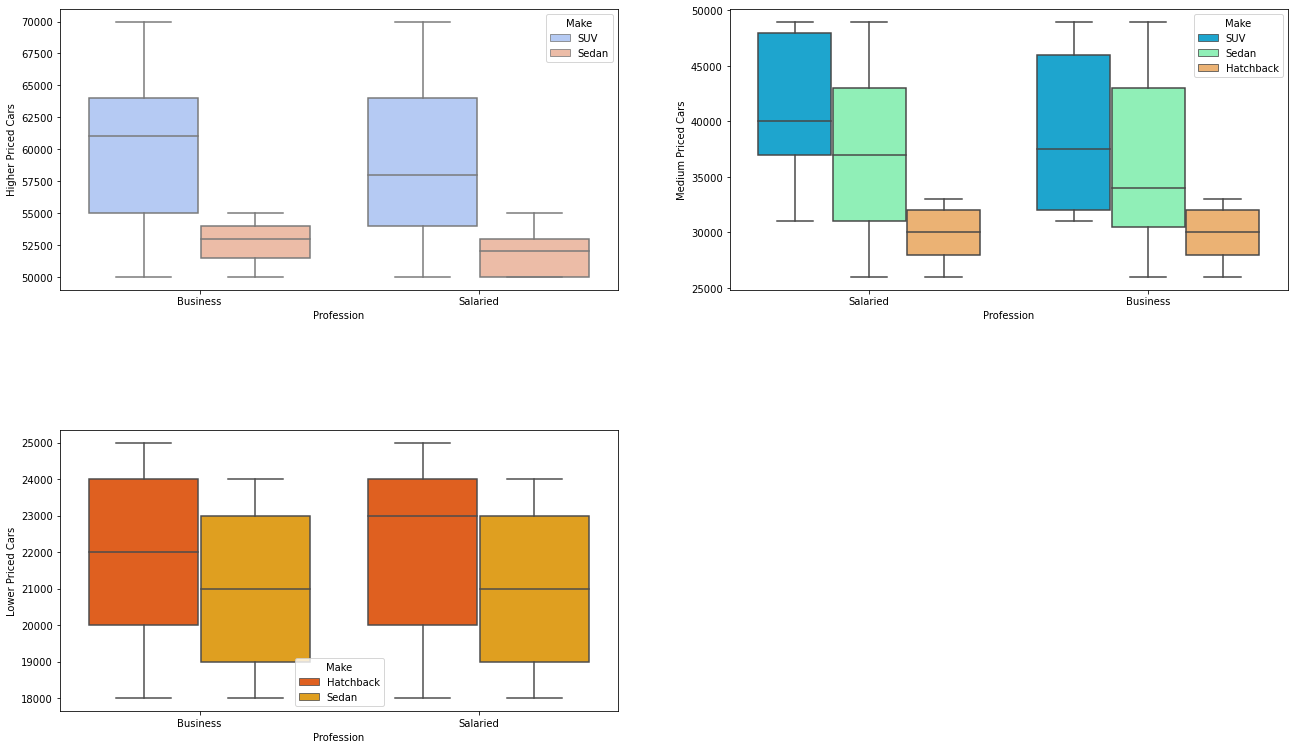 Higher Priced Cars
70000
67500
65000
62500
60000
57500
55000
52500
50000
Make
SUV
Sedan
Business
Salaried
Profession
Medium Priced Cars
50000
45000
40000
35000
30000
25000
Make
SUV
Sedan
Hatchback
Salaried
Business
Profession
Lower Priced Cars
25000
24000
23000
22000
21000
20000
19000
18000
Make
Hatchback
Sedan
Business
Salaried
Profession